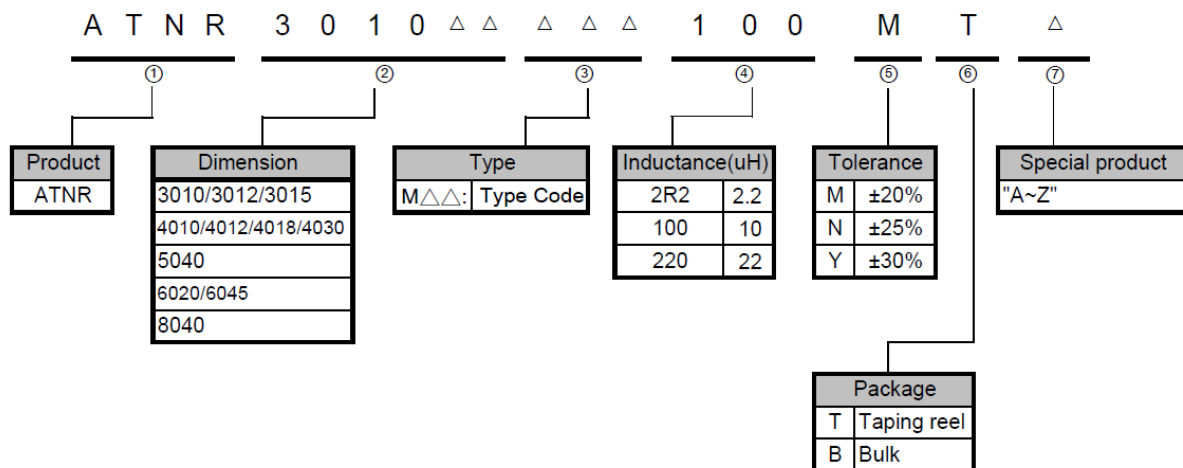 A T N R 3 0 1 0 △ △ △ △ △ 1 0 0 M T △
① ② ③ ④ ⑤ ⑥ ⑦
Product
ATNR
Dimension
3010/3012/3015
4010/4012/4018/4030
5040
6020/6045
8040
Type
M△△: Type Code
Inductance(uH)
2R2 2.2
100 10
220 22
Tolerance
M ±20%
N ±25%
Y ±30%
Special product
"A~Z"
Package
T Taping reel
B Bulk